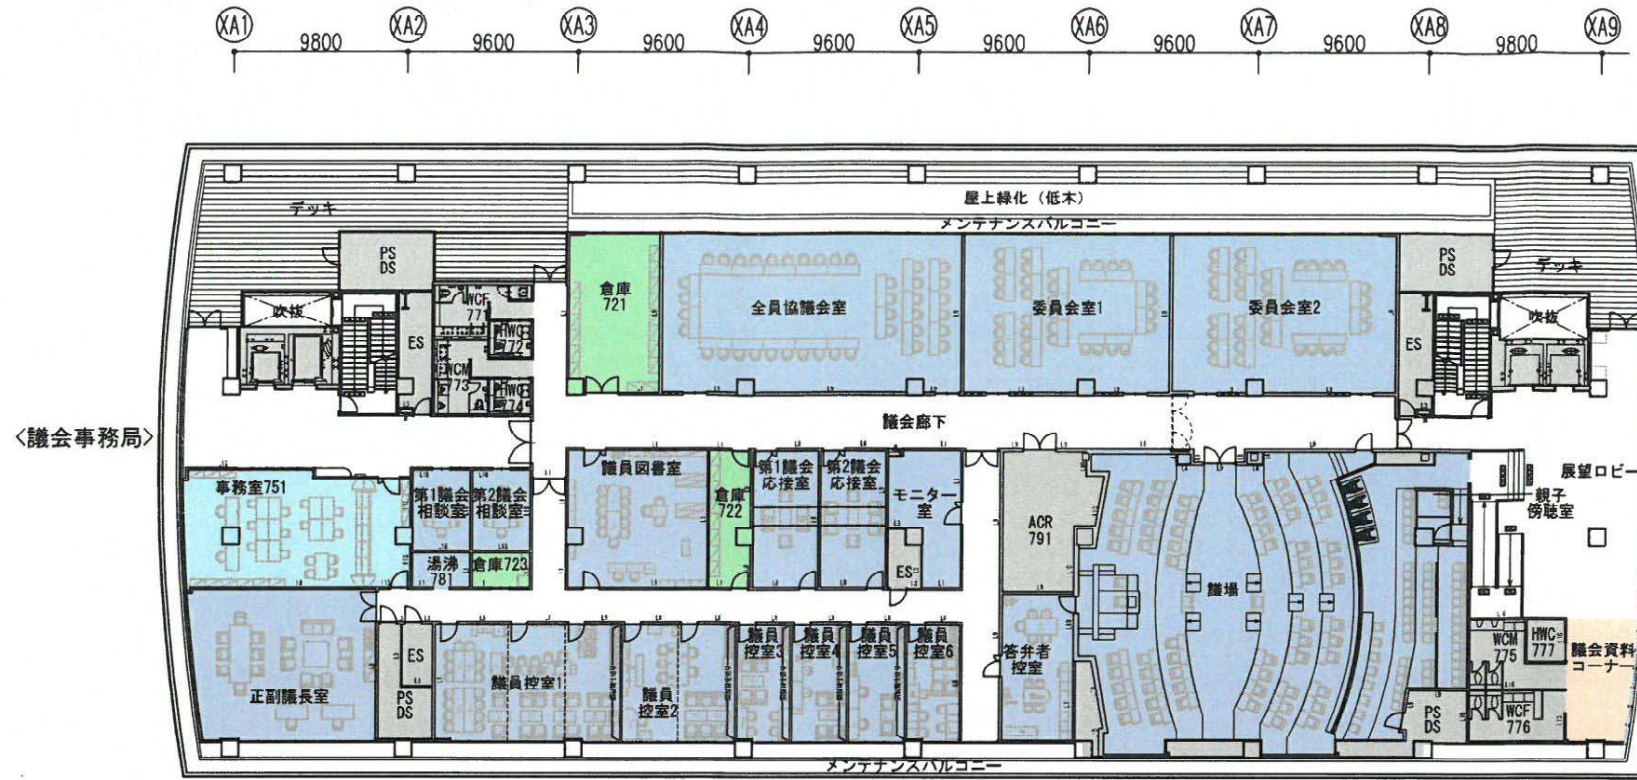 XA1 XA2 XA3 XA4 XA5 XA6 XA7 XA8 XA9
9800 9600 9600 9600 9600 9600 9600 9800
屋上緑化（低木）
メンテナンスバルコニー
デッキ
デッキ
PS
DS
PS
DS
吹抜
吹抜
ES
ES
WCF
771
HWC
772
WCM
773
HWC
774
倉庫
721
全員協議会室
委員会室1
委員会室2
議会廊下
<議会事務局>
事務室751
第1議会
相談室
第2議会
相談室
湯沸
781
倉庫723
議員図書室
倉庫
722
第1議会
応接室
第2議会
応接室
モニター
室
ES
ACR
791
議場
展望ロビー
親子
傍聴室
正副議長室
ES
PS
DS
議員控室1
議員
控室2
議員
控室3
議員
控室4
議員
控室5
議員
控室6
答弁者
控室
PS
DS
WCM
775
HWC
777
WCF
776
議会資料
コーナー
メンテナンスバルコニー